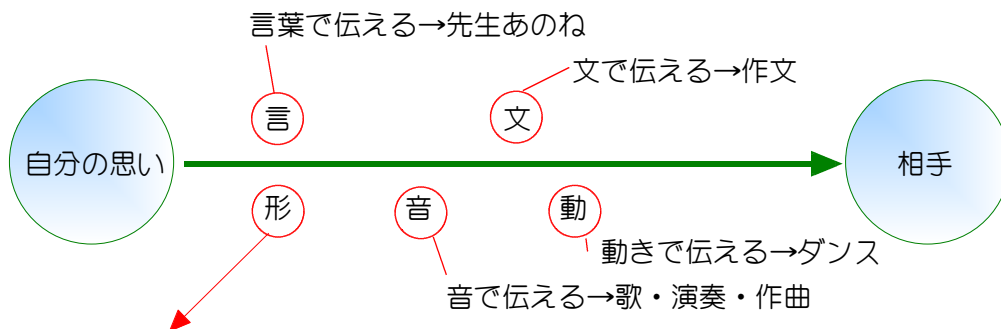 言葉で伝える→先生あのね
文で伝える→作文
言
文
自分の思い
相手
形
音
動
動きで伝える→ダンス
音で伝える→歌・演奏・作曲